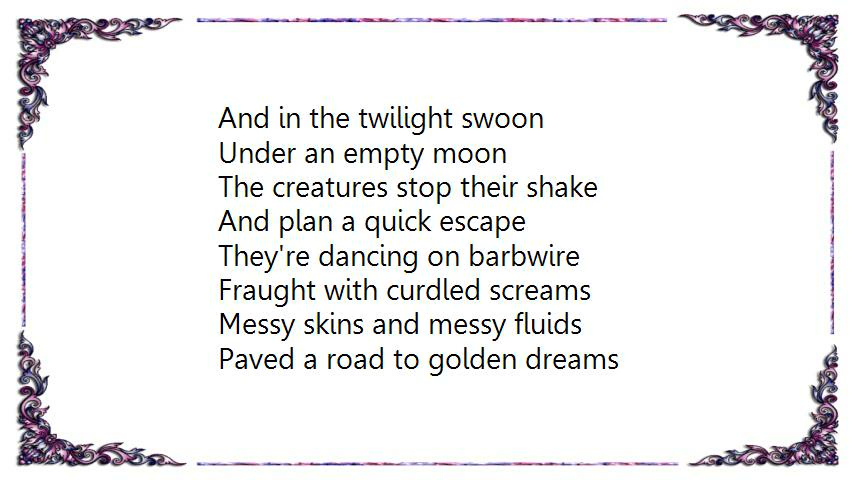 And in the twilight swoon
Under an empty moon
The creatures stop their shake
And plan a quick escape
They're dancing on barbwire
Fraught with curdled screams
Messy skins and messy fluids
Paved a road to golden dreams